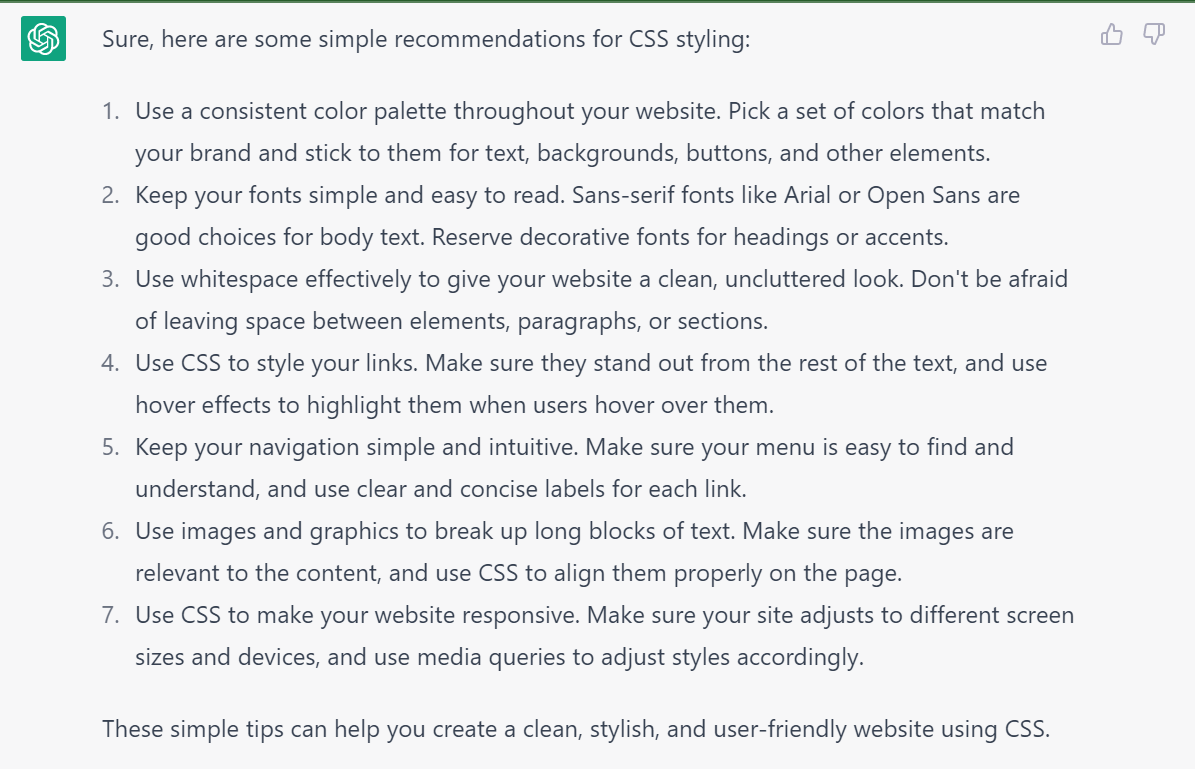 Sure, here are some simple recommendations for CSS styling:
1. Use a consistent color palette throughout your website. Pick a set of colors that match
your brand and stick to them for text, backgrounds, buttons, and other elements.
2. Keep your fonts simple and easy to read. Sans-serif fonts like Arial or Open Sans are
good choices for body text. Reserve decorative fonts for headings or accents.
3. Use whitespace effectively to give your website a clean, uncluttered look. Don't be afraid
of leaving space between elements, paragraphs, or sections.
4. Use CSS to style your links. Make sure they stand out from the rest of the text, and use
hover effects to highlight them when users hover over them.
5. Keep your navigation simple and intuitive. Make sure your menu is easy to find and
understand, and use clear and concise labels for each link.
6. Use images and graphics to break up long blocks of text. Make sure the images are
relevant to the content, and use CSS to align them properly on the page.
7. Use CSS to make your website responsive. Make sure your site adjusts to different screen
sizes and devices, and use media queries to adjust styles accordingly.
These simple tips can help you create a clean, stylish, and user-friendly website using CSS.